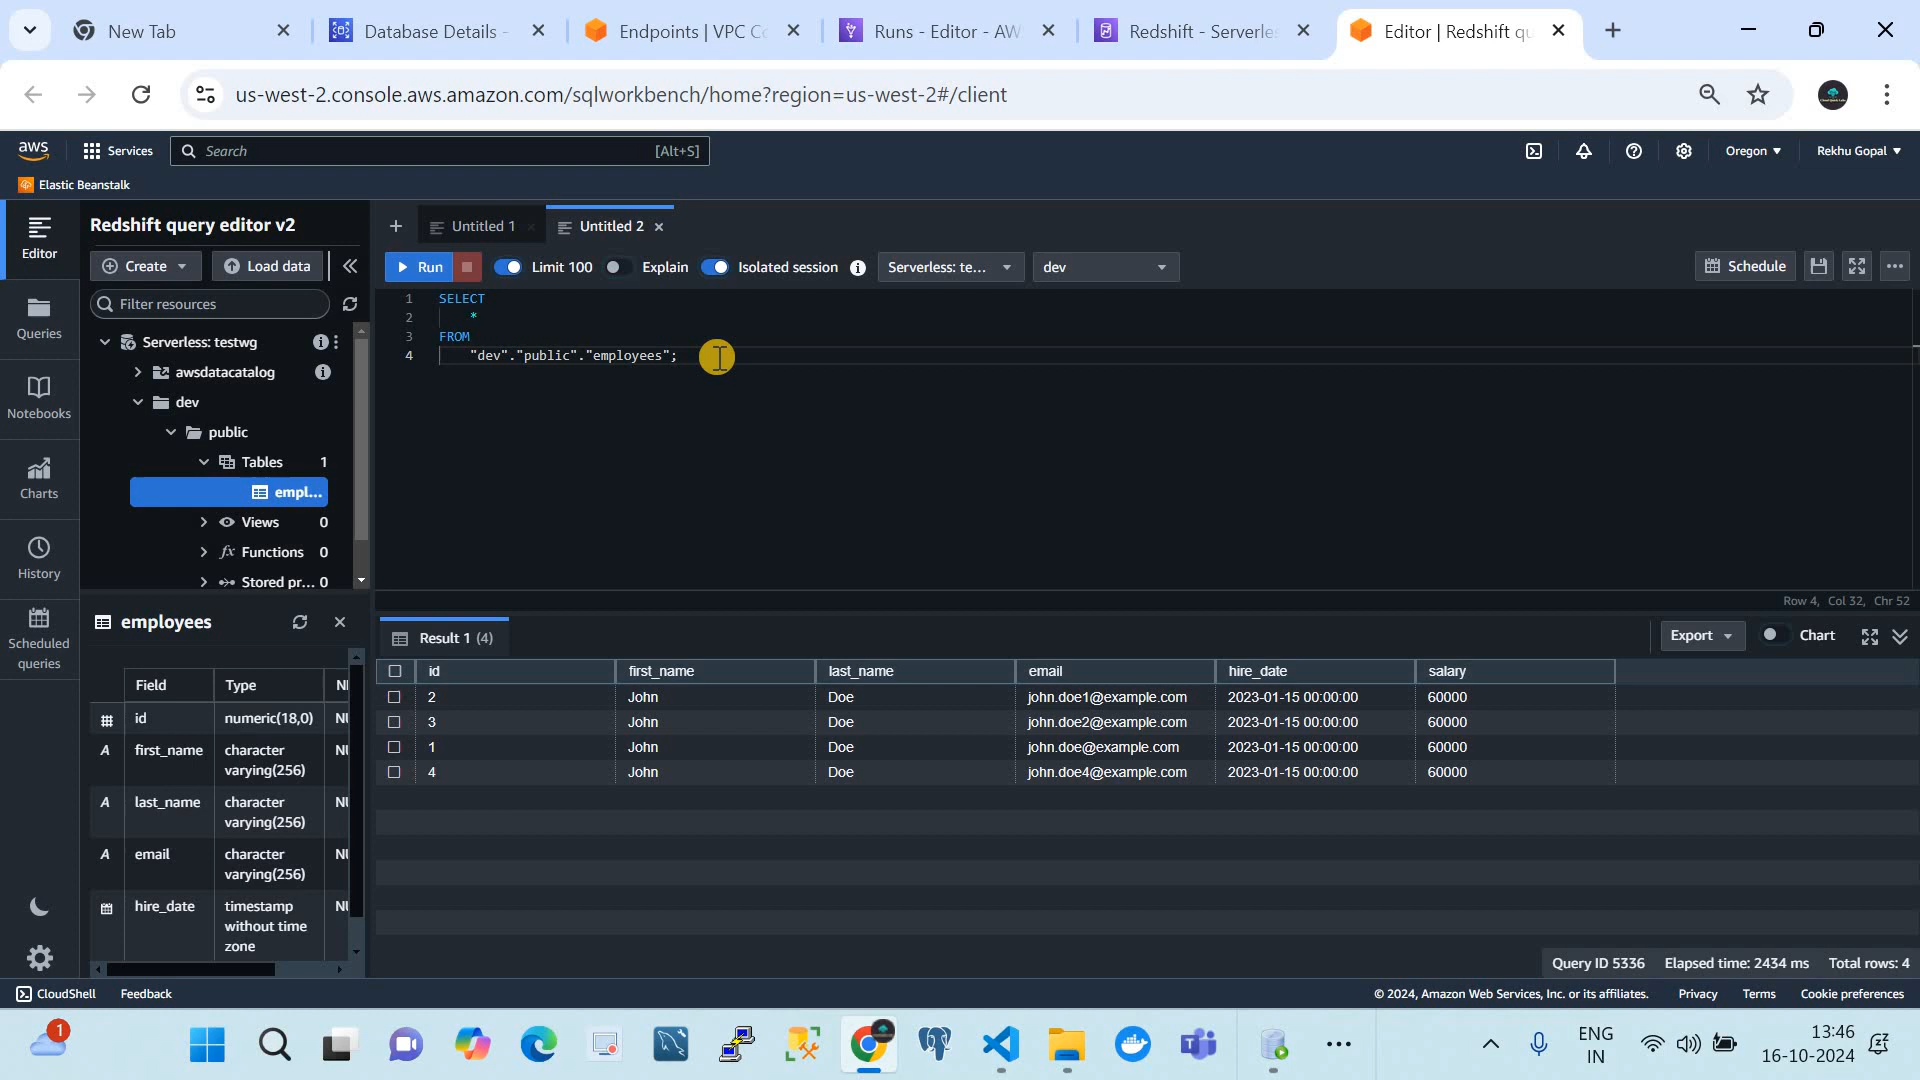 New Tab
Database Details -
Endpoints | VPC Co
Runs - Editor - AW
Redshift - Serverles
Editor | Redshift qu
us-west-2.console.aws.amazon.com/sqlworkbench/home?region=us-west-2#/client
aws
Services
Search
[Alt+S]
Oregon
Rekhu Gopal
Elastic Beanstalk
Editor
Queries
Notebooks
Charts
History
Scheduled
queries
Redshift query editor v2
Create
Load data
Filter resources
Serverless: testwg
awsdatacatalog
dev
public
Tables 1
empl...
Views 0
fx Functions 0
Stored pr... 0
employees
Field Type NU
id numeric(18,0) NU
first_name character varying(256) NU
last_name character varying(256) NU
email character varying(256) NU
hire_date timestamp without time zone NU
Untitled 1
Untitled 2
Run
Limit 100
Explain
Isolated session
Serverless: te...
dev
Schedule
1 SELECT
2 *
3 FROM
4 "dev"."public"."employees";
Row 4, Col 32, Chr 52
Result 1 (4)
Export
Chart
id first_name last_name email hire_date salary
2 John Doe john.doe1@example.com 2023-01-15 00:00:00 60000
3 John Doe john.doe2@example.com 2023-01-15 00:00:00 60000
1 John Doe john.doe@example.com 2023-01-15 00:00:00 60000
4 John Doe john.doe4@example.com 2023-01-15 00:00:00 60000
Query ID 5336 Elapsed time: 2434 ms Total rows: 4
CloudShell
Feedback
© 2024, Amazon Web Services, Inc. or its affiliates.
Privacy
Terms
Cookie preferences
1
ENG
IN
13:46
16-10-2024